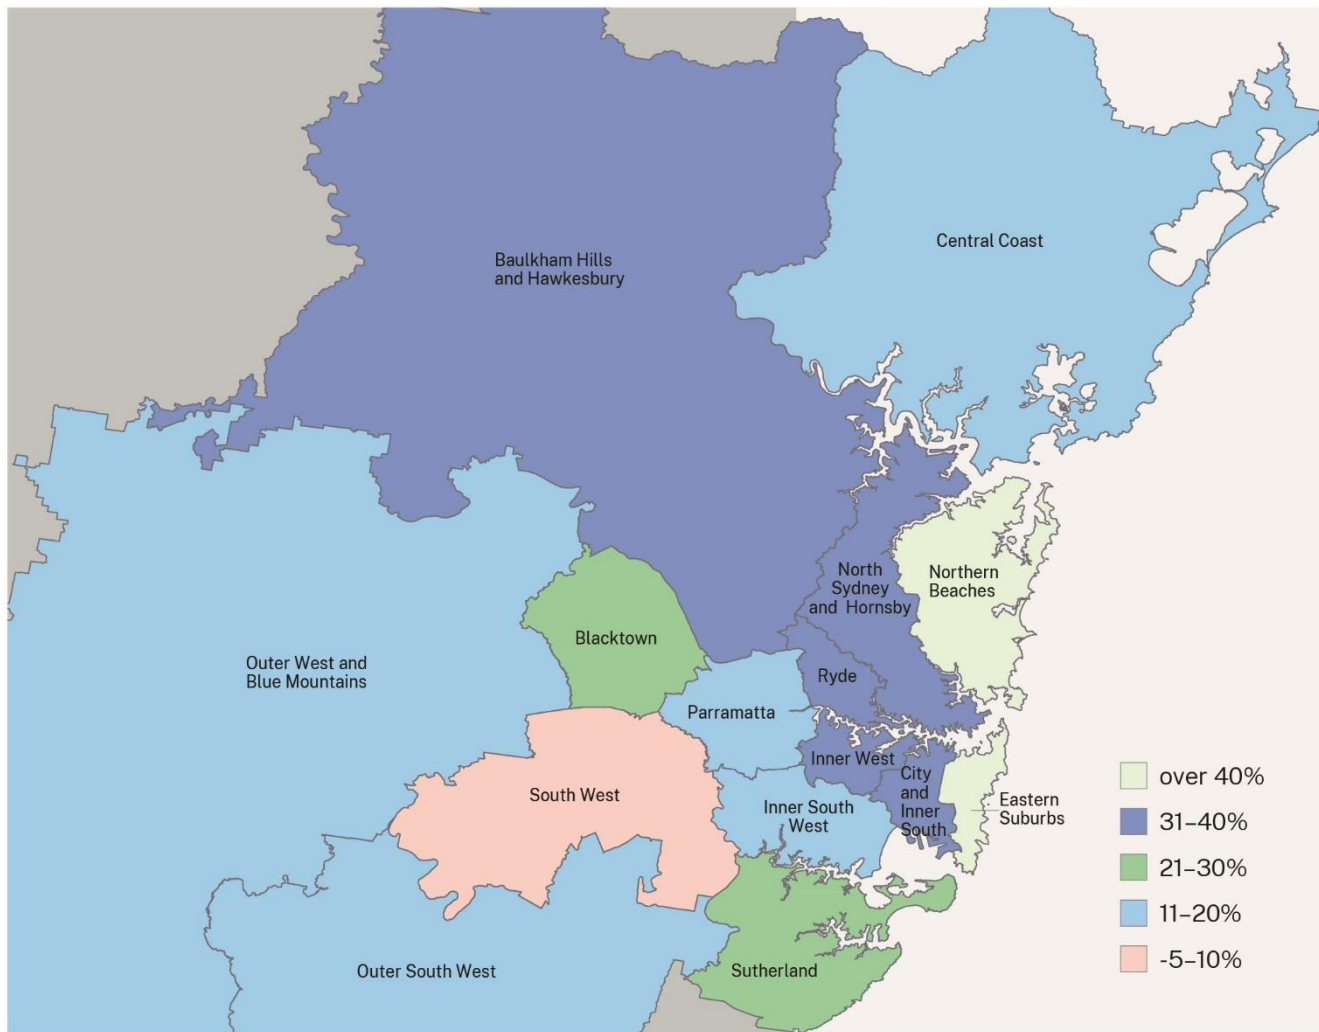 Central Coast
Baulkham Hills
and Hawkesbury
North
Sydney
and Hornsby
Northern
Beaches
Blacktown
Outer West and
Blue Mountains
Ryde
Parramatta
Inner West
City
and
Inner
South
South West
Inner South
West
Eastern
Suburbs
Outer South West
Sutherland
over 40%
31–40%
21–30%
11–20%
-5–10%